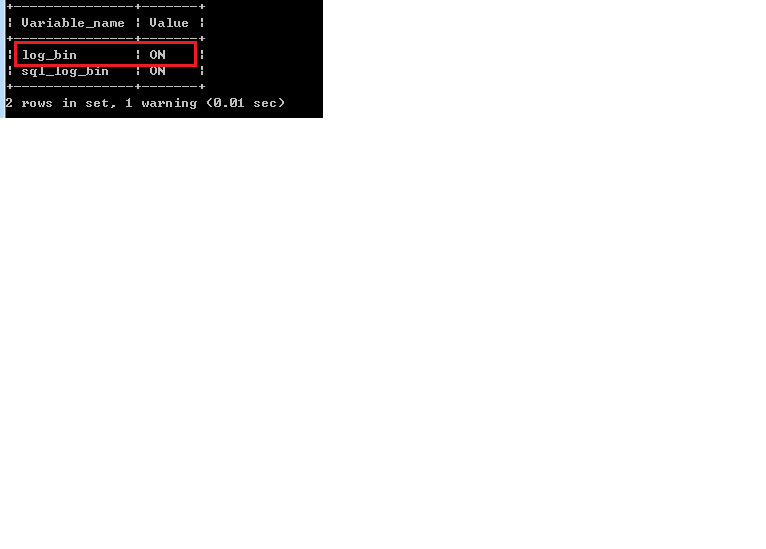 +---------------+-------+
| Variable_name | Value |
+---------------+-------+
| log_bin | ON |
| sql_log_bin | ON |
+---------------+-------+
2 rows in set, 1 warning (0.01 sec)